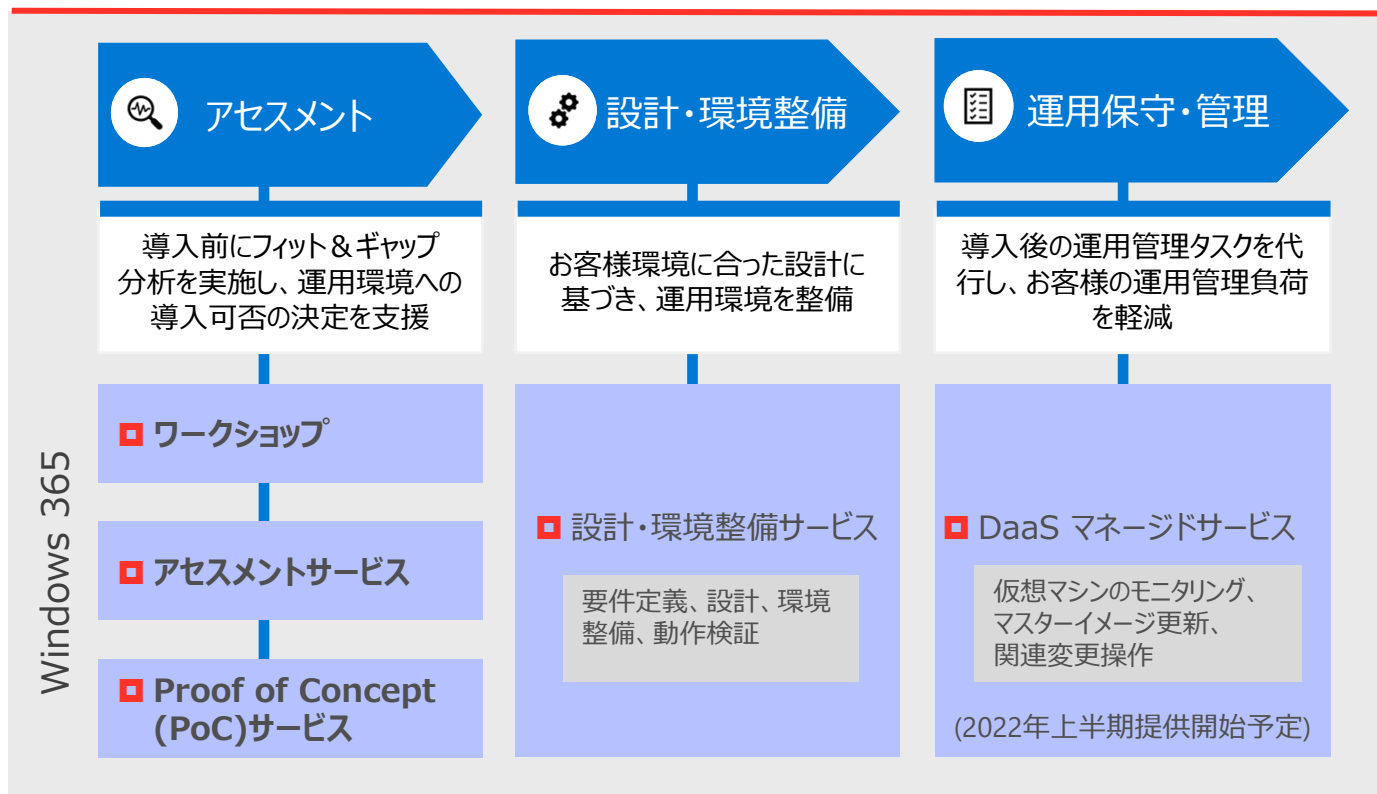 アセスメント
導入前にフィット＆ギャップ
分析を実施し、運用環境への
導入可否の決定を支援
ワークショップ
アセスメントサービス
Proof of Concept
(PoC)サービス
設計・環境整備
お客様環境に合った設計に
基づき、運用環境を整備
設計・環境整備サービス
要件定義、設計、環境
整備、動作検証
運用保守・管理
導入後の運用管理タスクを代
行し、お客様の運用管理負荷
を軽減
DaaS マネージドサービス
仮想マシンのモニタリング、
マスターイメージ更新、
関連変更操作
(2022年上半期提供開始予定)
Windows 365